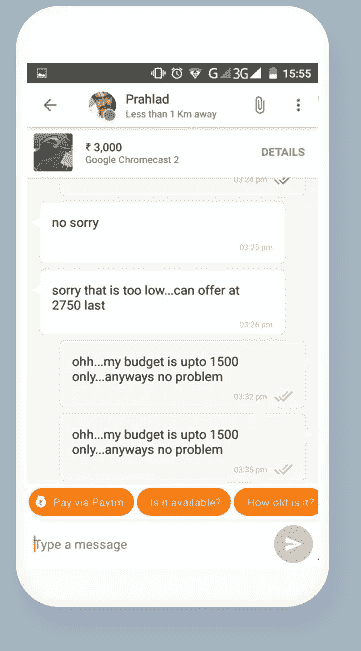 G 3G 15:55
Prahlad
Less than 1 Km away
₹ 3,000
Google Chromecast 2
DETAILS
03:24 pm
no sorry
03:25 pm
sorry that is too low...can offer at
2750 last
03:26 pm
ohh...my budget is upto 1500
only...anyways no problem
03:32 pm
ohh...my budget is upto 1500
only...anyways no problem
03:35 pm
Pay via Paytm Is it available? How old is it?
Type a message